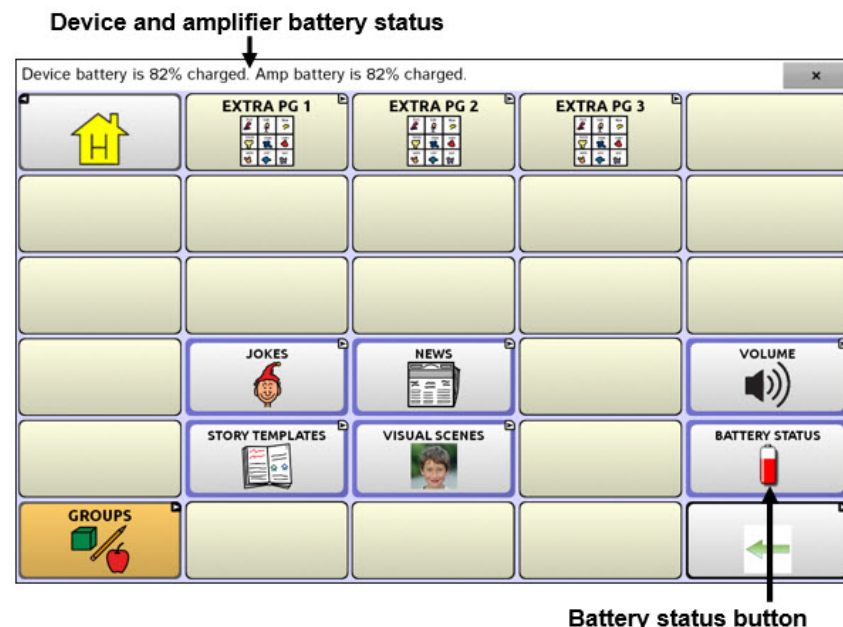 Device and amplifier battery status
Device battery is 82% charged. Amp battery is 82% charged.
×
H
EXTRA PG 1
EXTRA PG 2
EXTRA PG 3
JOKES
NEWS
VOLUME
STORY TEMPLATES
VISUAL SCENES
BATTERY STATUS
GROUPS
Battery status button